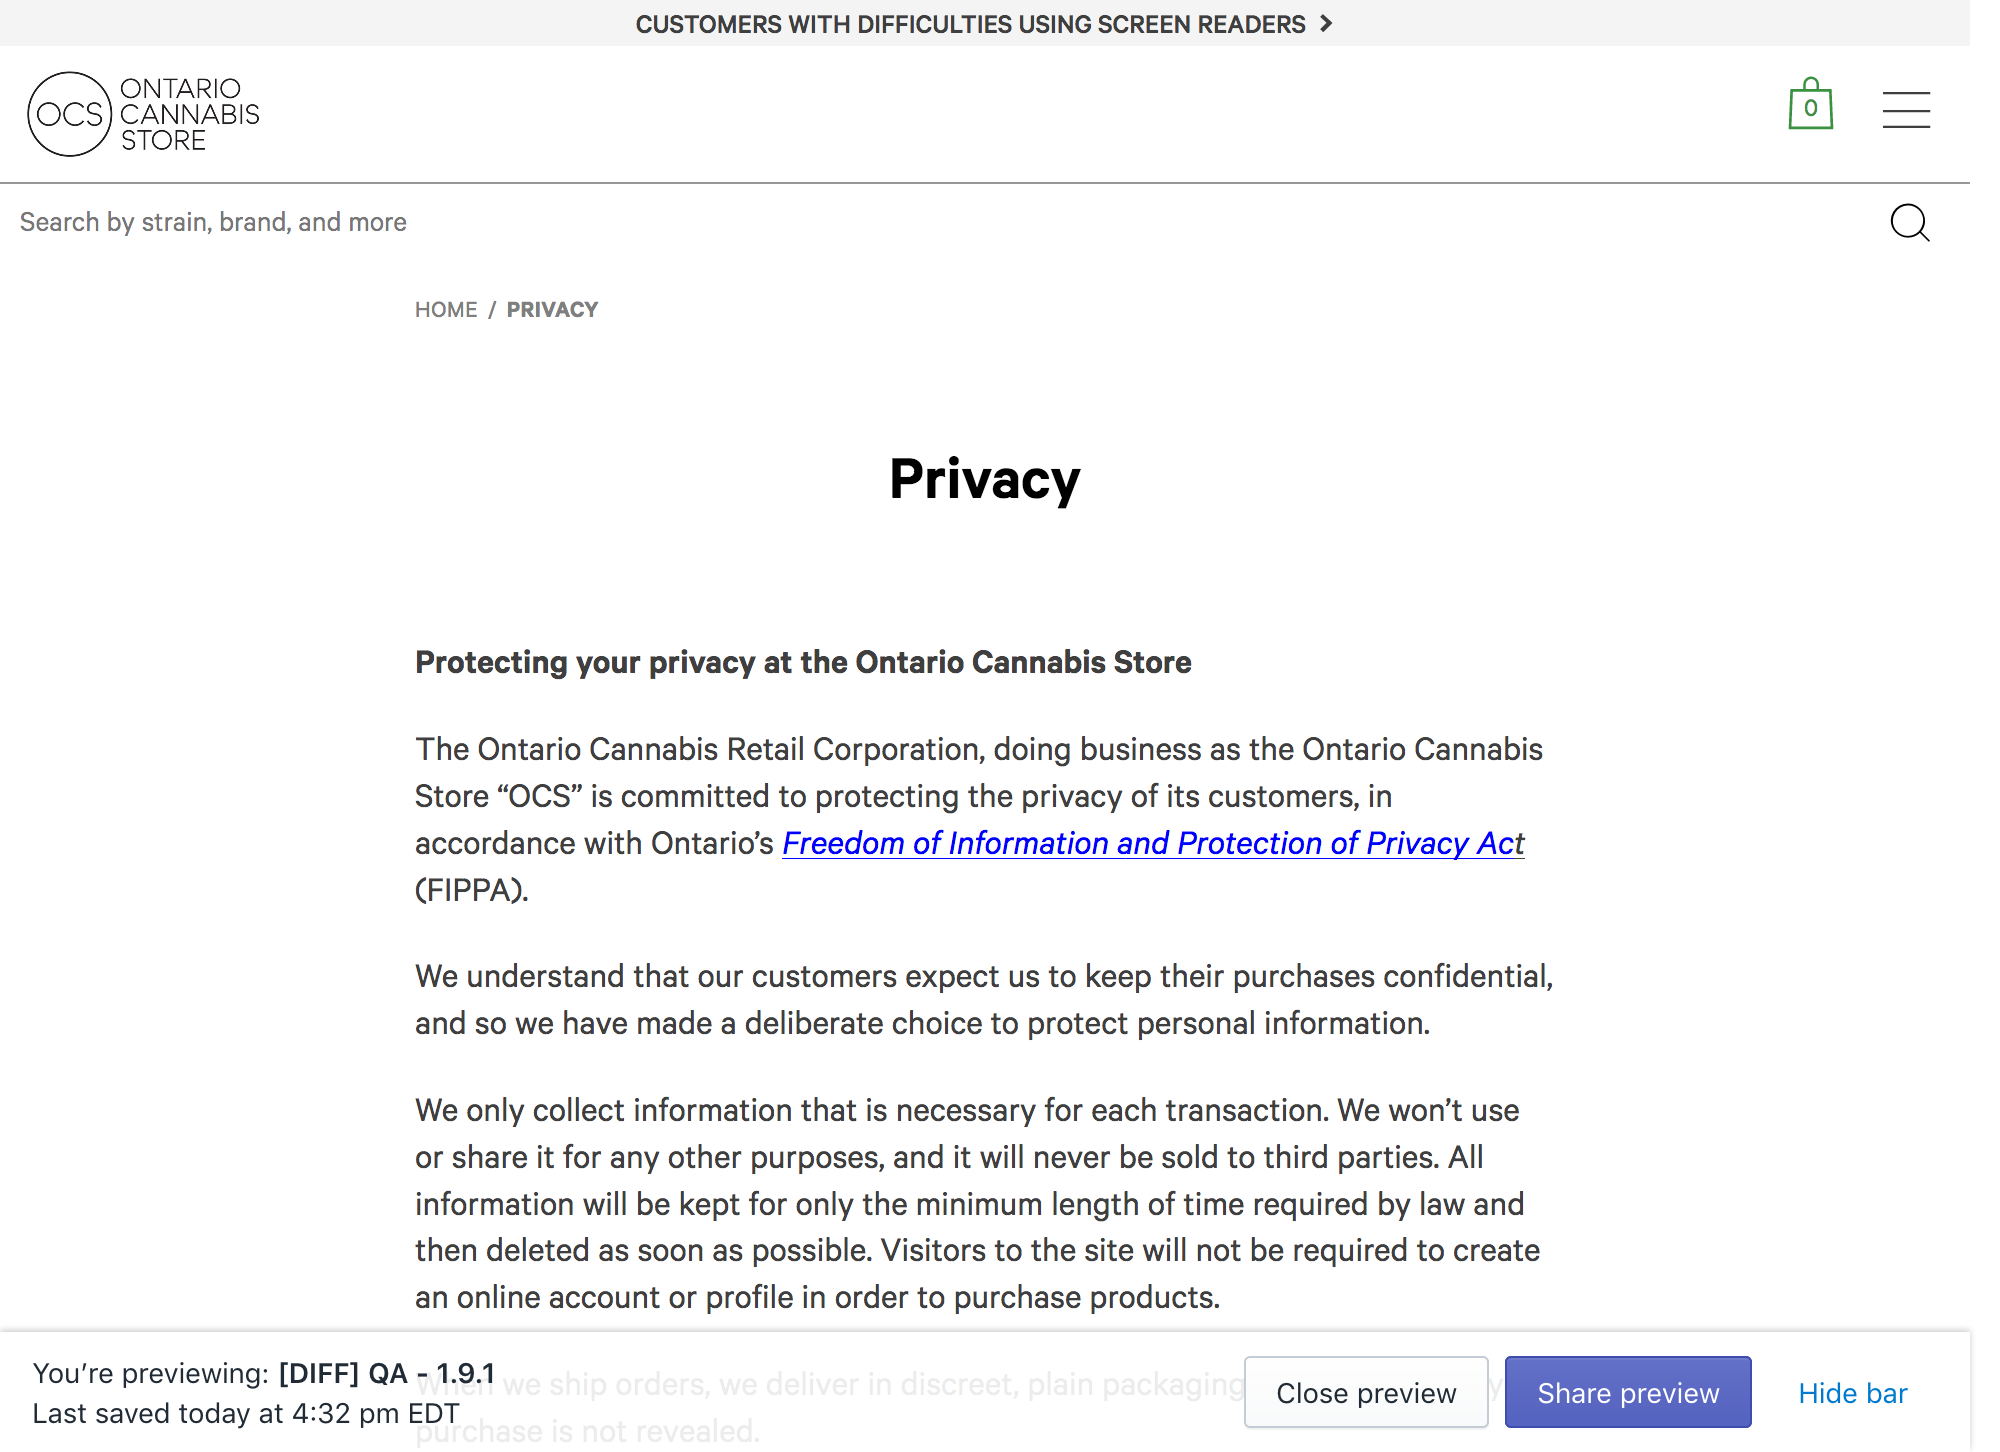 CUSTOMERS WITH DIFFICULTIES USING SCREEN READERS
OCS
ONTARIO
CANNABIS
STORE
0
Search by strain, brand, and more
HOME / PRIVACY
Privacy
Protecting your privacy at the Ontario Cannabis Store
The Ontario Cannabis Retail Corporation, doing business as the Ontario Cannabis
Store “OCS” is committed to protecting the privacy of its customers, in
accordance with Ontario’s Freedom of Information and Protection of Privacy Act
(FIPPA).
We understand that our customers expect us to keep their purchases confidential,
and so we have made a deliberate choice to protect personal information.
We only collect information that is necessary for each transaction. We won’t use
or share it for any other purposes, and it will never be sold to third parties. All
information will be kept for only the minimum length of time required by law and
then deleted as soon as possible. Visitors to the site will not be required to create
an online account or profile in order to purchase products.
When we ship orders, we deliver in discreet, plain packaging
purchase is not revealed.
You’re previewing: [DIFF] QA - 1.9.1
Last saved today at 4:32 pm EDT
Close preview
Share preview
Hide bar